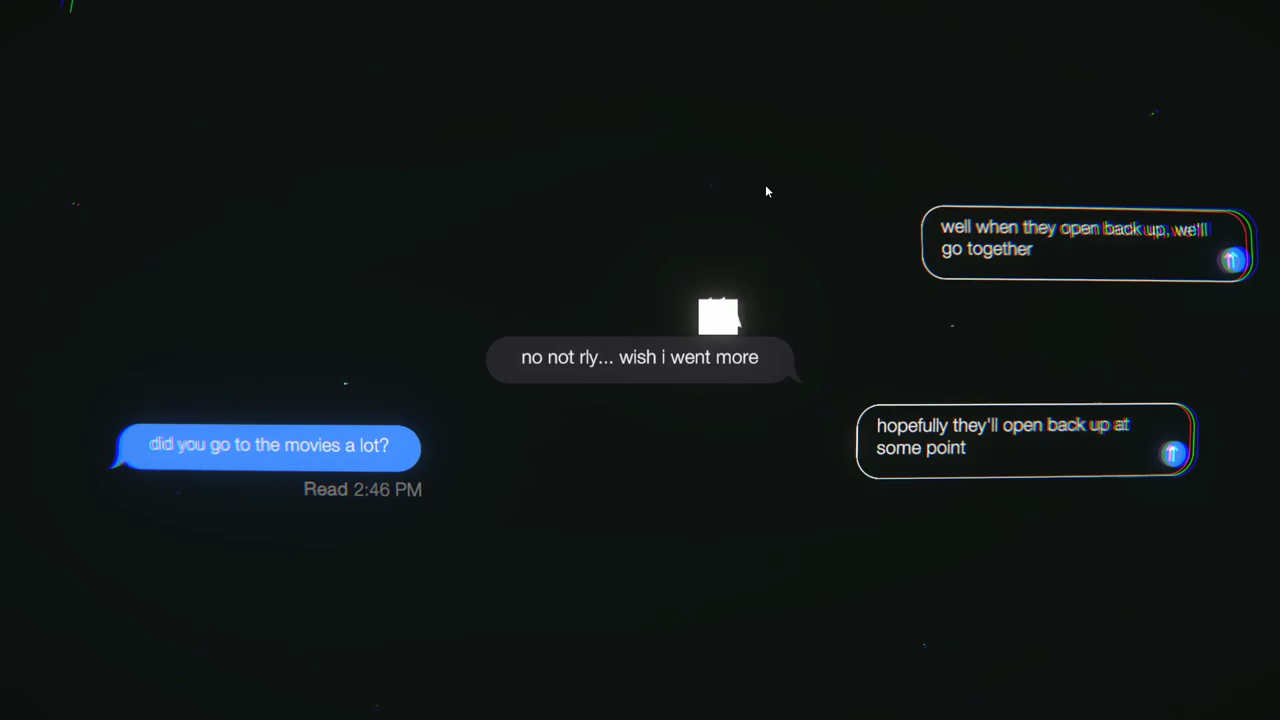 did you go to the movies a lot?
Read 2:46 PM
no not rly... wish i went more
well when they open back up, we'll
go together
hopefully they'll open back up at
some point